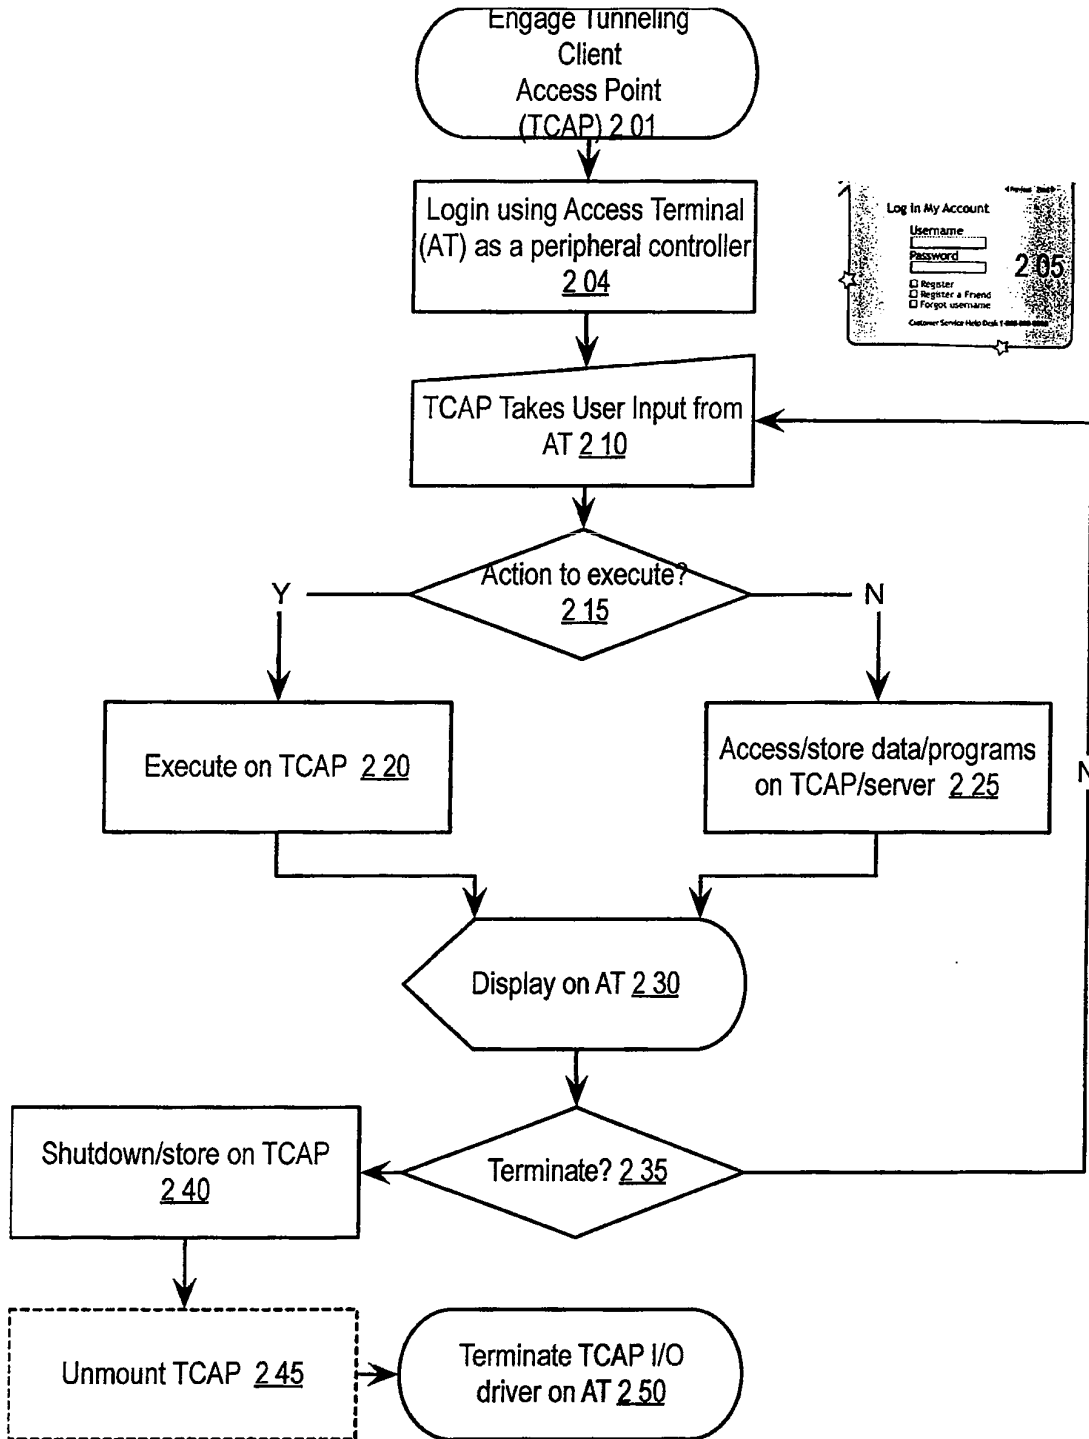 Engage Tunneling
Client
Access Point
(TCAP) 2 01
Login using Access Terminal
(AT) as a peripheral controller
2 04
Log in My Account
Username
Password
2 05
Register
Register a Friend
Forgot username
Customer Service Help Desk
TCAP Takes User Input from
AT 2 10
Action to execute?
2 15
Y
N
Execute on TCAP 2 20
Access/store data/programs
on TCAP/server 2 25
N
Display on AT 2 30
Shutdown/store on TCAP
2 40
Terminate? 2 35
Unmount TCAP 2 45
Terminate TCAP I/O
driver on AT 2 50